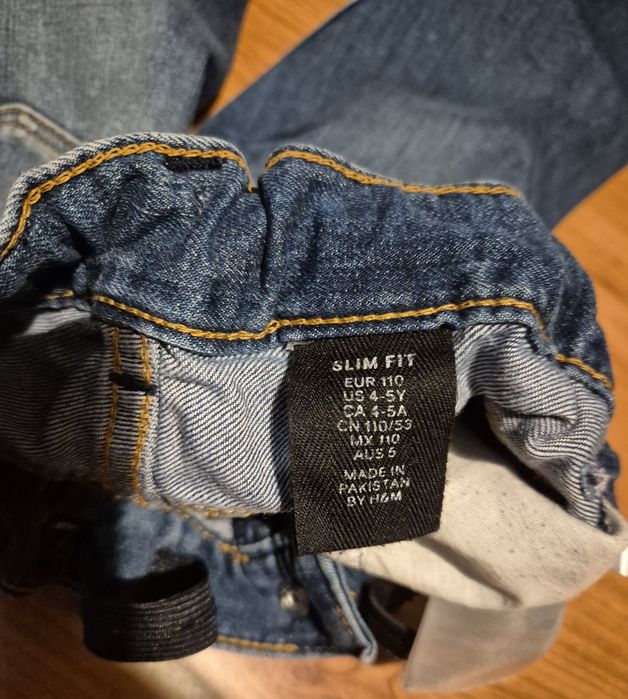 SLIM FIT
EUR 110
US 4-5Y
CA 4-5A
CN 110/53
MX 110
AUS 5
MADE IN
PAKISTAN
BY H&M